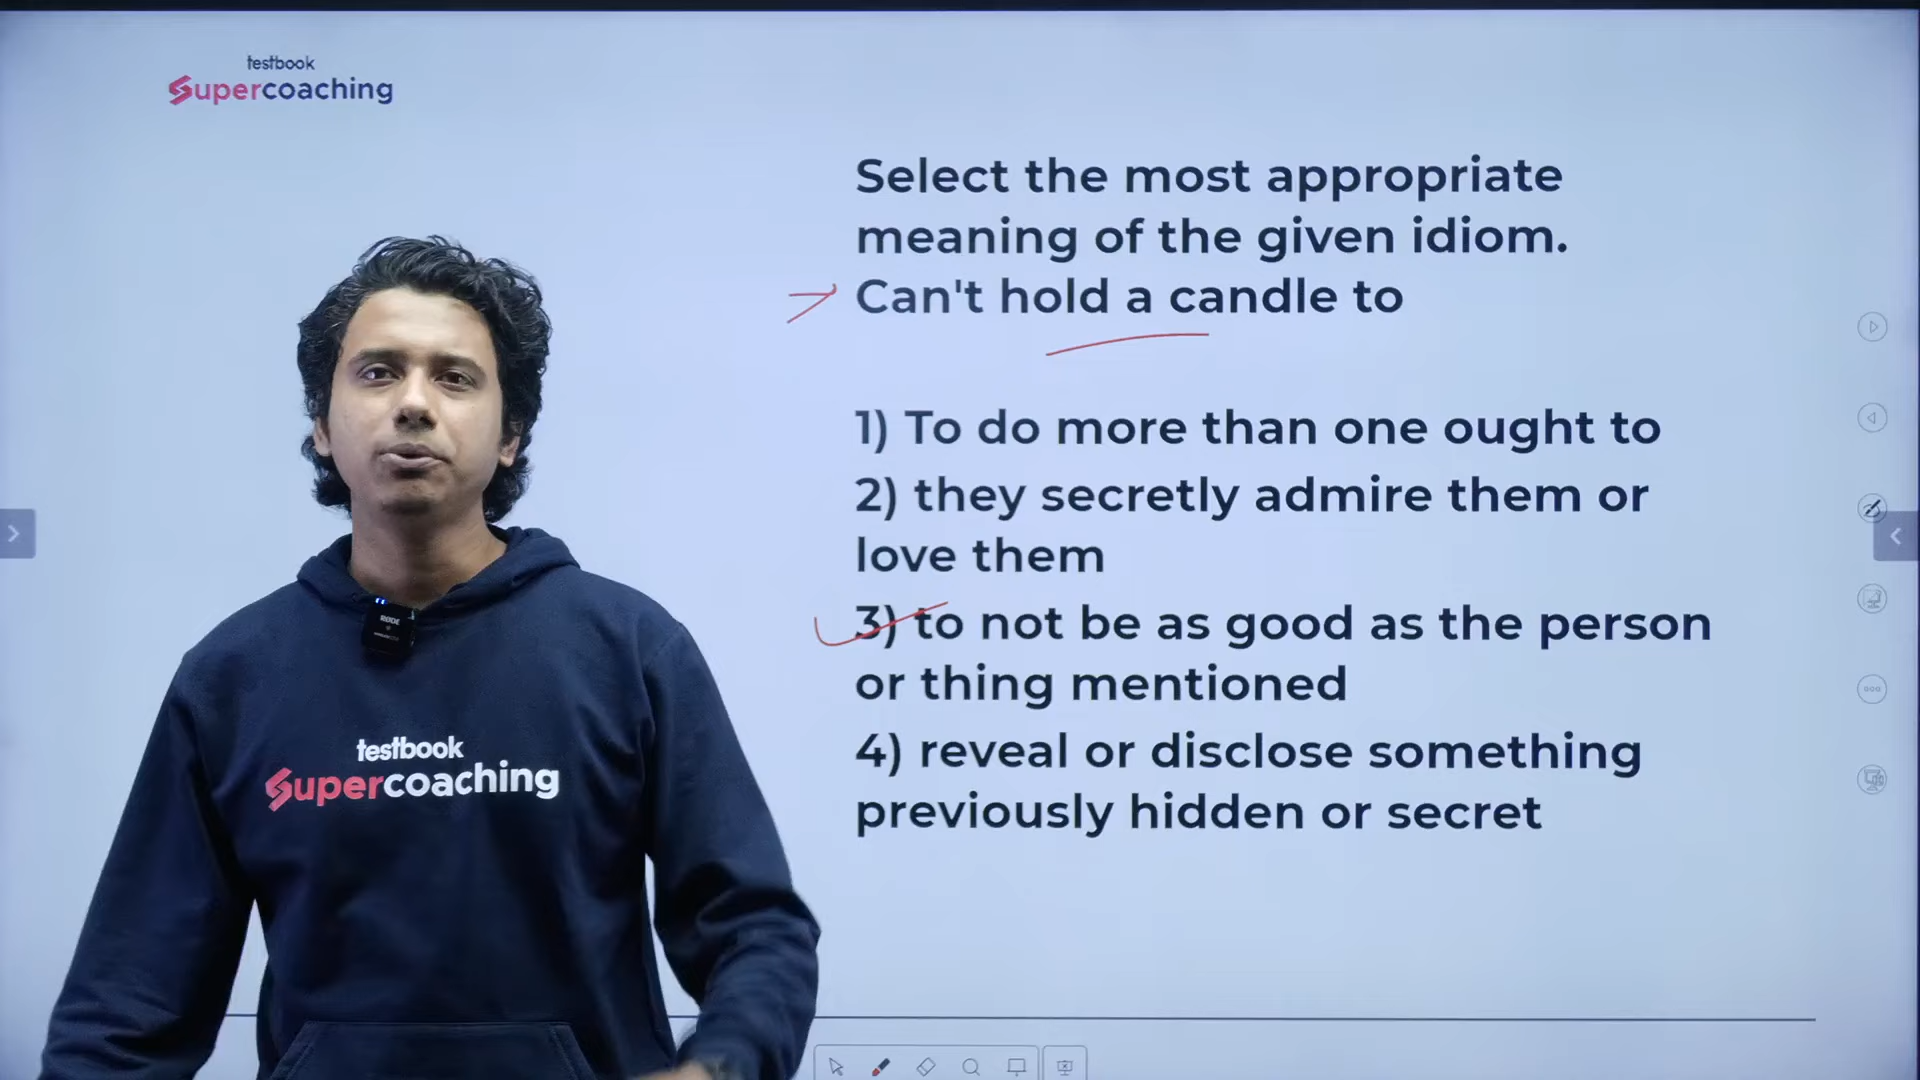 testbook
Supercoaching
Select the most appropriate
meaning of the given idiom.
Can't hold a candle to
1) To do more than one ought to
2) they secretly admire them or
love them
3) to not be as good as the person
or thing mentioned
4) reveal or disclose something
previously hidden or secret
RØDE
testbook
Supercoaching